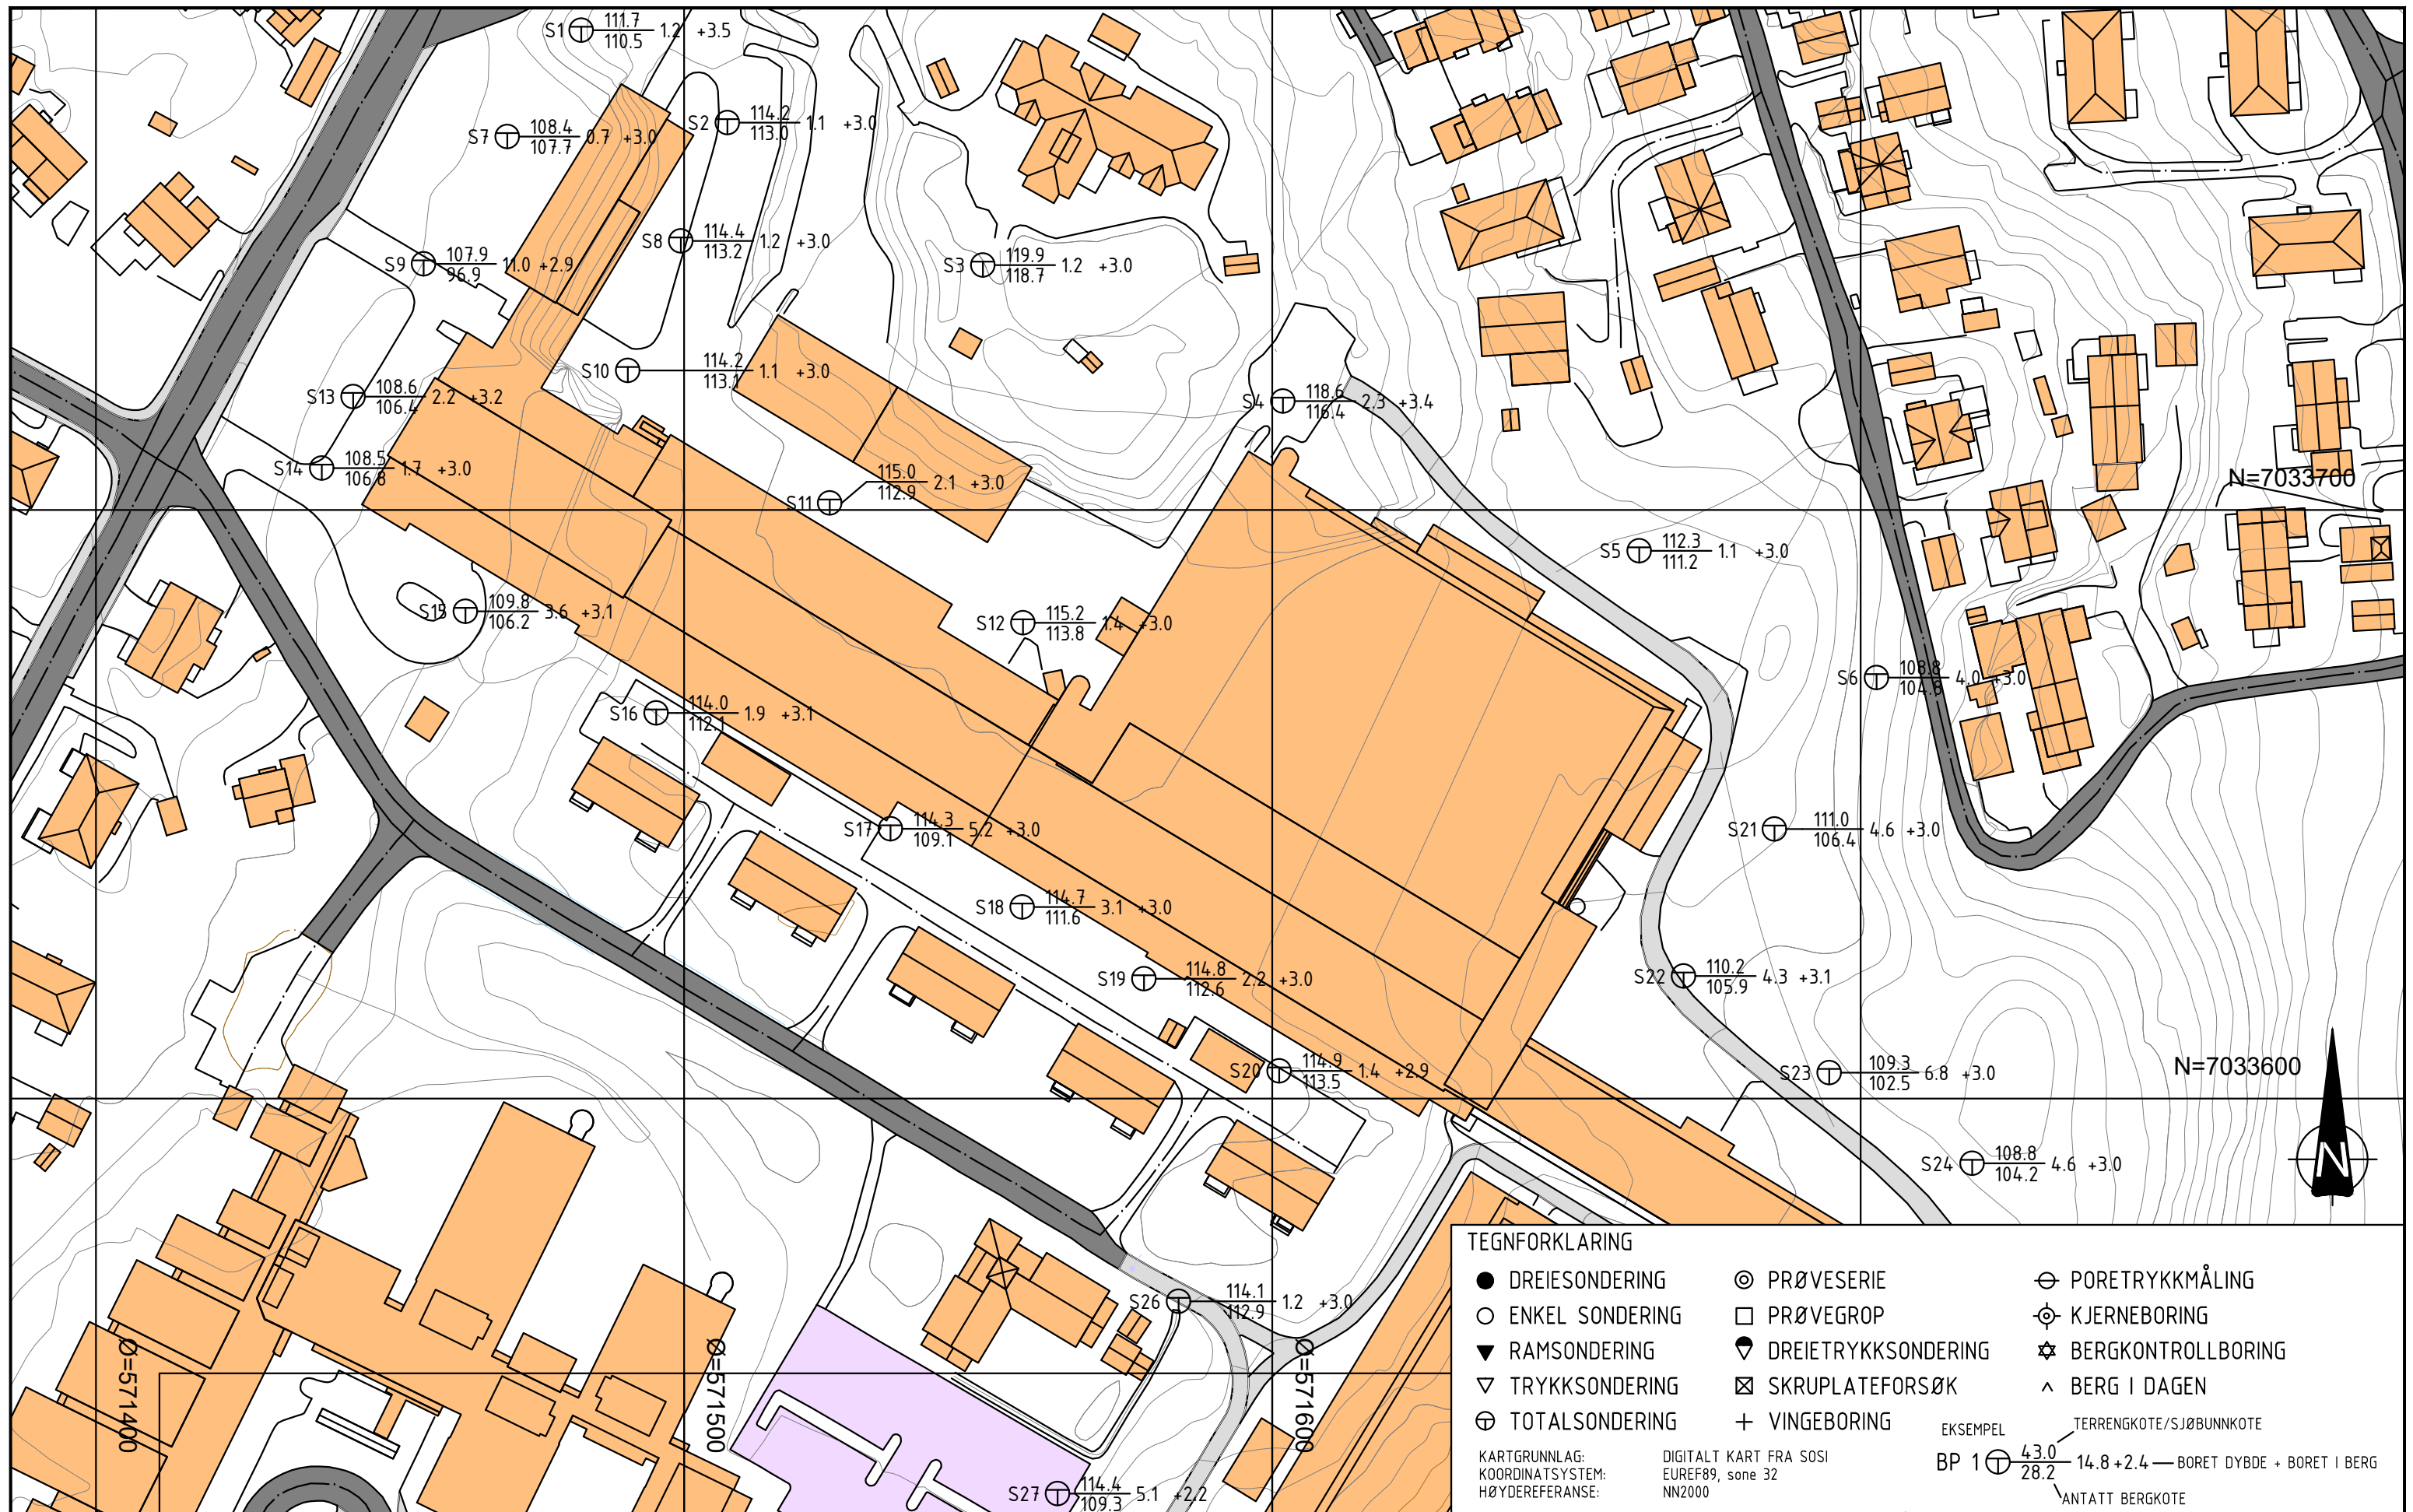 S1 111.7 1.2 +3.5
110.5
S2 114.2 1.1 +3.0
113.0
S7 108.4 0.7 +3.0
107.7
S8 114.4 1.2 +3.0
113.2
S9 107.9 11.0 +2.9
96.9
S3 119.9 1.2 +3.0
118.7
S10 114.2 1.1 +3.0
113.1
S13 108.6 2.2 +3.2
106.4
S4 118.6 2.3 +3.4
116.4
S14 108.5 1.7 +3.0
106.8
S11 115.0 2.1 +3.0
112.9
N=7033700
S5 112.3 1.1 +3.0
111.2
S15 109.8 3.6 +3.1
106.2
S12 115.2 1.4 +3.0
113.8
S6 108.8 4.0 +3.0
104.8
S16 114.0 1.9 +3.1
112.1
S17 114.3 5.2 +3.0
109.1
S21 111.0 4.6 +3.0
106.4
S18 114.7 3.1 +3.0
111.6
S19 114.8 2.2 +3.0
112.6
S22 110.2 4.3 +3.1
105.9
S20 114.9 1.4 +2.9
113.5
S23 109.3 6.8 +3.0
102.5
N=7033600
S24 108.8 4.6 +3.0
104.2
N
S26 114.1 1.2 +3.0
112.9
Ø=571400
Ø=571500
Ø=571600
S27 114.4 5.1 +2.2
109.3
TEGNFORKLARING
DREIESONDERING
ENKEL SONDERING
RAMSONDERING
TRYKKSONDERING
TOTALSONDERING
PRØVESERIE
PRØVEGROP
DREIETRYKKSONDERING
SKRUPLATEFORSØK
VINGEBORING
PORETRYKKMÅLING
KJERNEBORING
BERGKONTROLLBORING
BERG I DAGEN
KARTGRUNNLAG: DIGITALT KART FRA SOSI
KOORDINATSYSTEM: EUREF89, sone 32
HØYDEREFERANSE: NN2000
EKSEMPEL
TERRENGKOTE/SJØBUNNKOTE
BP 1 43.0 14.8 +2.4 BORET DYBDE + BORET I BERG
28.2
ANTATT BERGKOTE